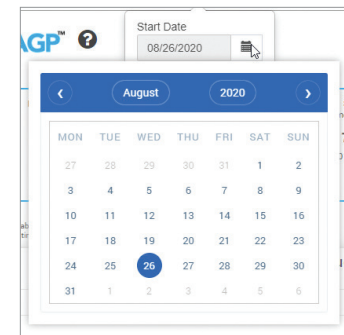 AGP™ ?
Start Date
08/26/2020
‹ August 2020 ›
MON TUE WED THU FRI SAT SUN
27 28 29 30 31 1 2
3 4 5 6 7 8 9
10 11 12 13 14 15 16
17 18 19 20 21 22 23
24 25 26 27 28 29 30
31 1 2 3 4 5 6